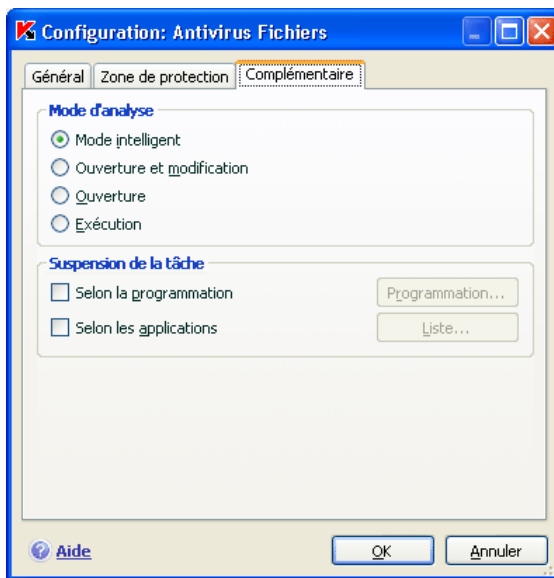 Configuration: Antivirus Fichiers
Général Zone de protection Complémentaire
Mode d'analyse
Mode intelligent
Ouverture et modification
Ouverture
Exécution
Suspension de la tâche
Selon la programmation Programmation...
Selon les applications Liste...
Aide OK Annuler